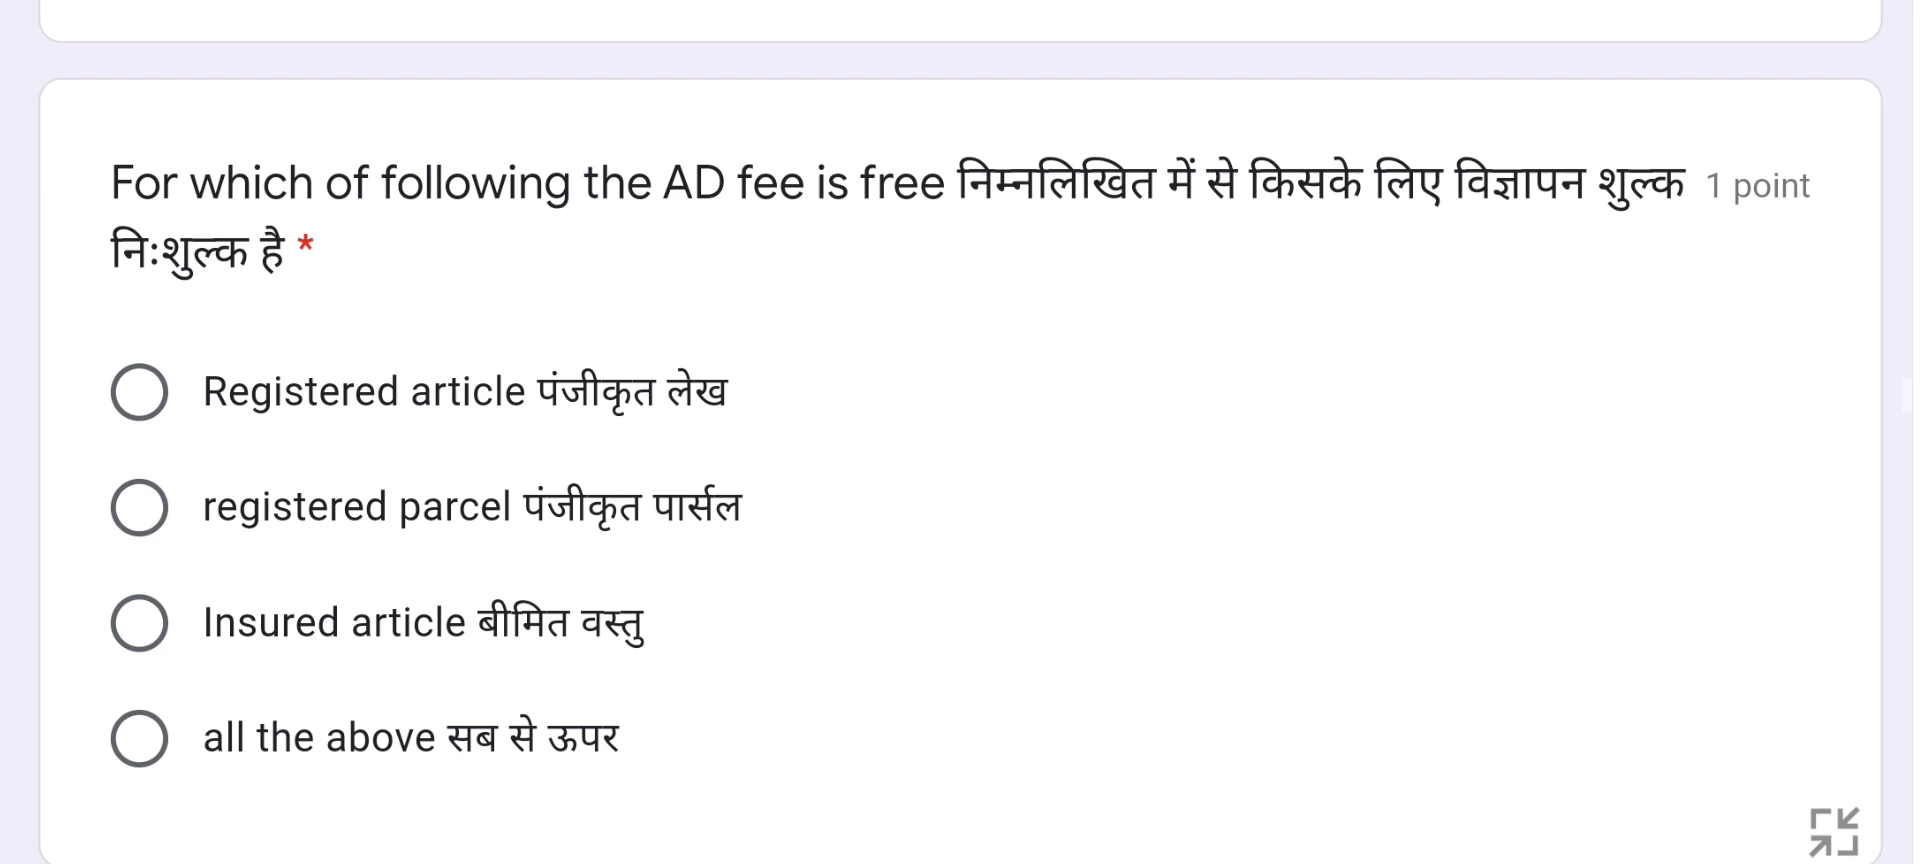 For which of following the AD fee is free निम्नलिखित में से किसके लिए विज्ञापन शुल्क 1 point
निःशुल्क है *
Registered article पंजीकृत लेख
registered parcel पंजीकृत पार्सल
Insured article बीमित वस्तु
all the above सब से ऊपर